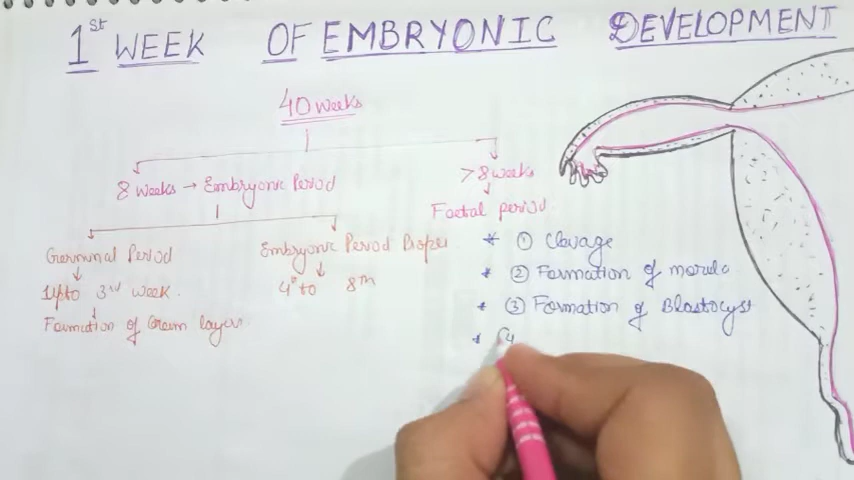 1st WEEK OF EMBRYONIC DEVELOPMENT
40 weeks
8 weeks → Embryonic Period
>8 weeks
Foetal period
Germinal Period
Upto 3rd week.
Formation of Germ layer
Embryonic Period Proper
4th to 8th
* ① Clevage
* ② Formation of morula
* ③ Formation of Blastocyst
* (4